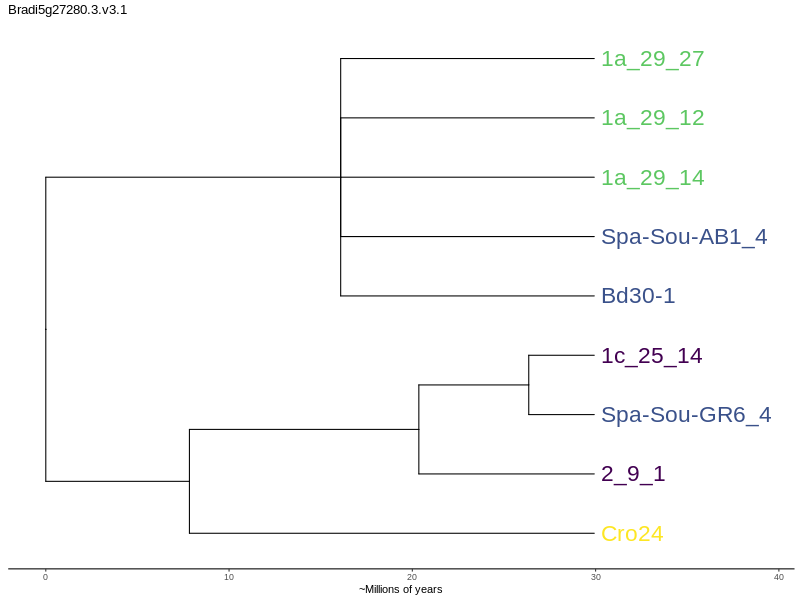 Bradi5g27280.3.v3.1
1a_29_27
1a_29_12
1a_29_14
Spa-Sou-AB1_4
Bd30-1
1c_25_14
Spa-Sou-GR6_4
2_9_1
Cro24
0 10 20 30 40
~Millions of years